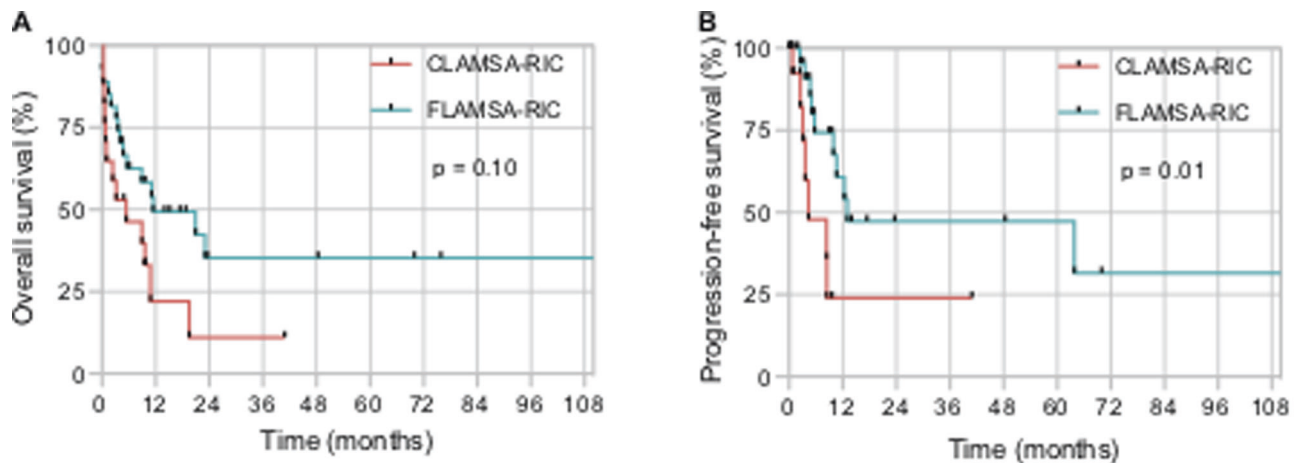 A
Overall survival (%)
100
75
50
25
0
0 12 24 36 48 60 72 84 96 108
Time (months)
CLAMSA-RIC
FLAMSA-RIC
p = 0.10
B
Progression-free survival (%)
100
75
50
25
0
0 12 24 36 48 60 72 84 96 108
Time (months)
CLAMSA-RIC
FLAMSA-RIC
p = 0.01